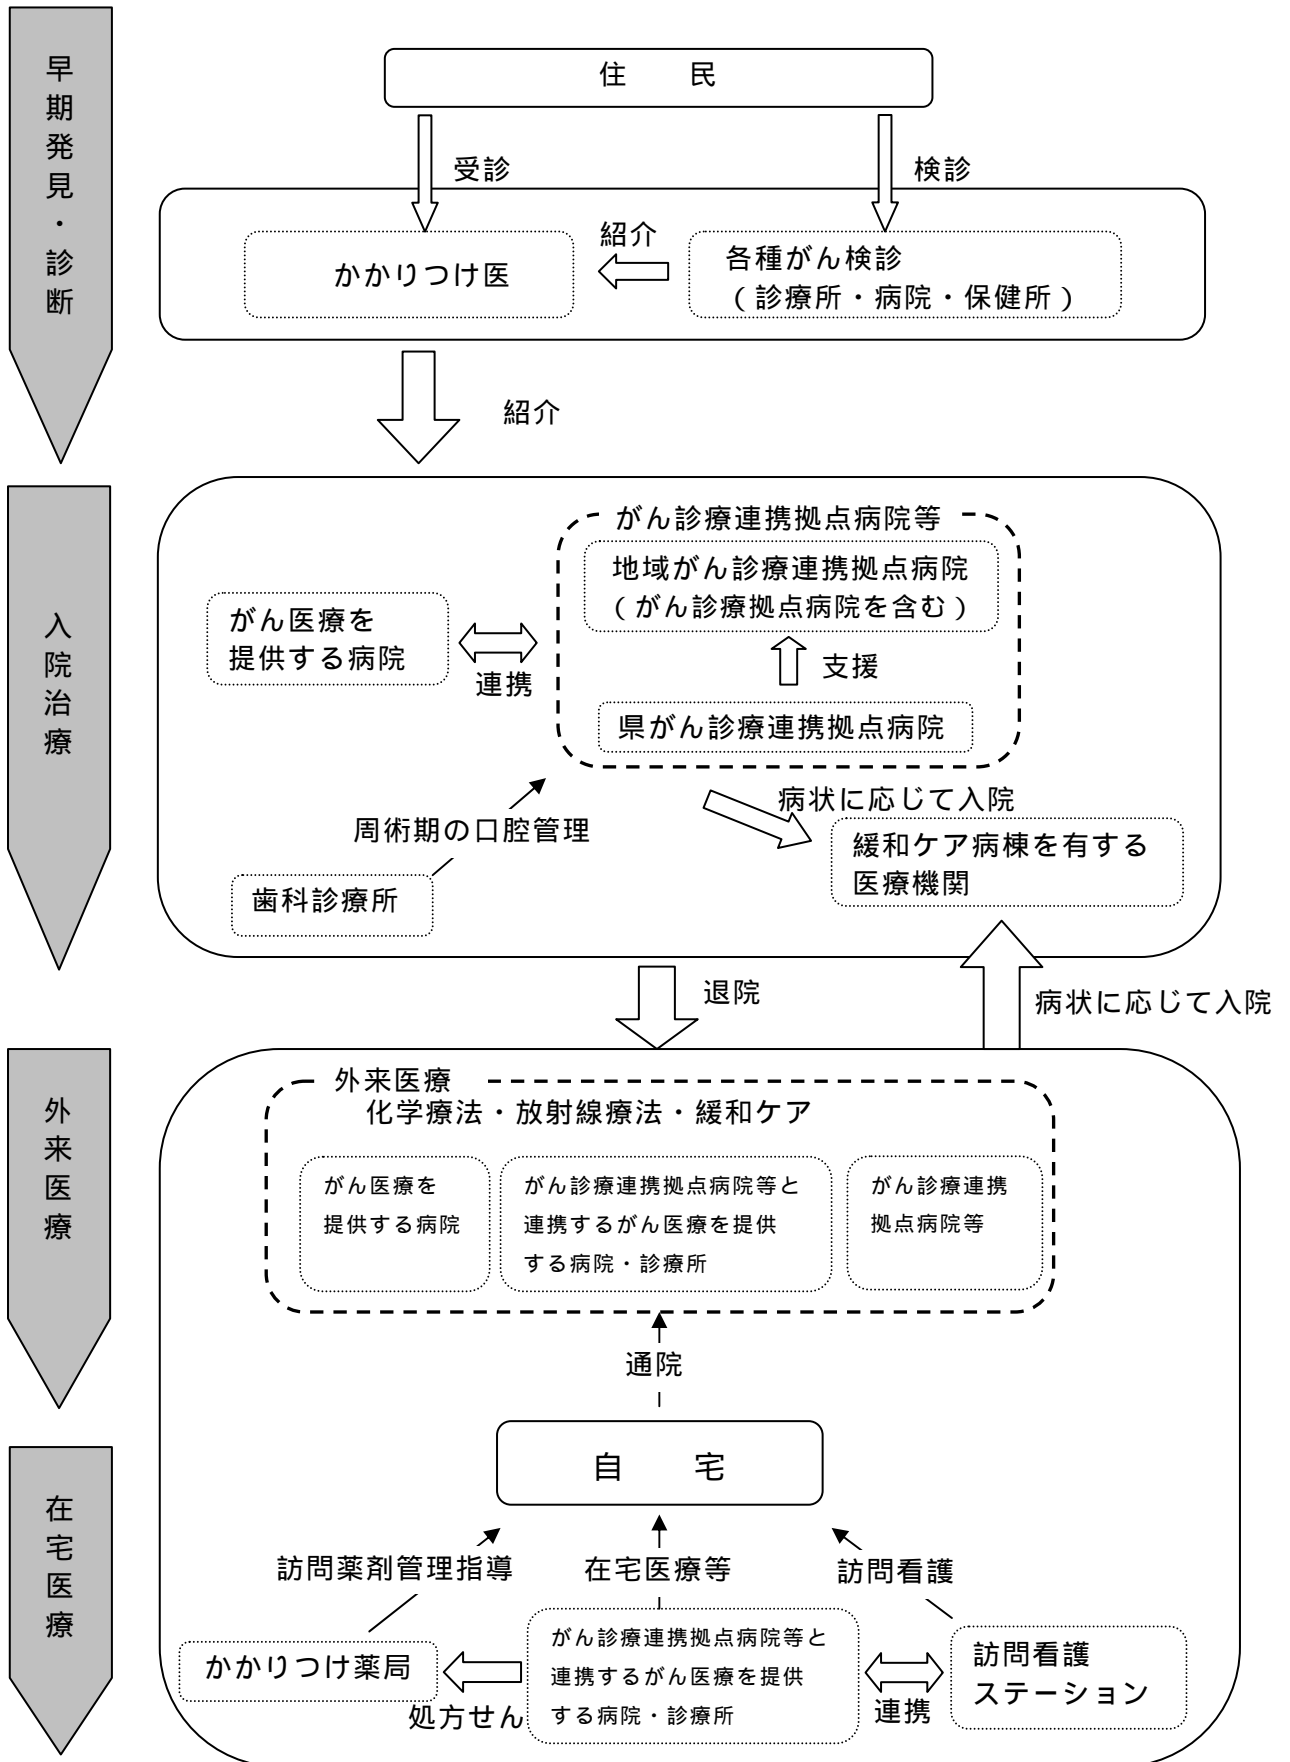 早期発見・診断
住　　民
受診
検診
かかりつけ医
紹介
各種がん検診
（診療所・病院・保健所）
紹介
入院治療
がん診療連携拠点病院等
地域がん診療連携拠点病院
（がん診療拠点病院を含む）
がん医療を
提供する病院
連携
支援
県がん診療連携拠点病院
病状に応じて入院
周術期の口腔管理
緩和ケア病棟を有する
医療機関
歯科診療所
退院
病状に応じて入院
外来医療
外来医療
化学療法・放射線療法・緩和ケア
がん医療を
提供する病院
がん診療連携拠点病院等と
連携するがん医療を提供
する病院・診療所
がん診療連携
拠点病院等
通院
自　　宅
在宅医療
訪問薬剤管理指導
在宅医療等
訪問看護
かかりつけ薬局
処方せん
がん診療連携拠点病院等と
連携するがん医療を提供
する病院・診療所
連携
訪問看護
ステーション